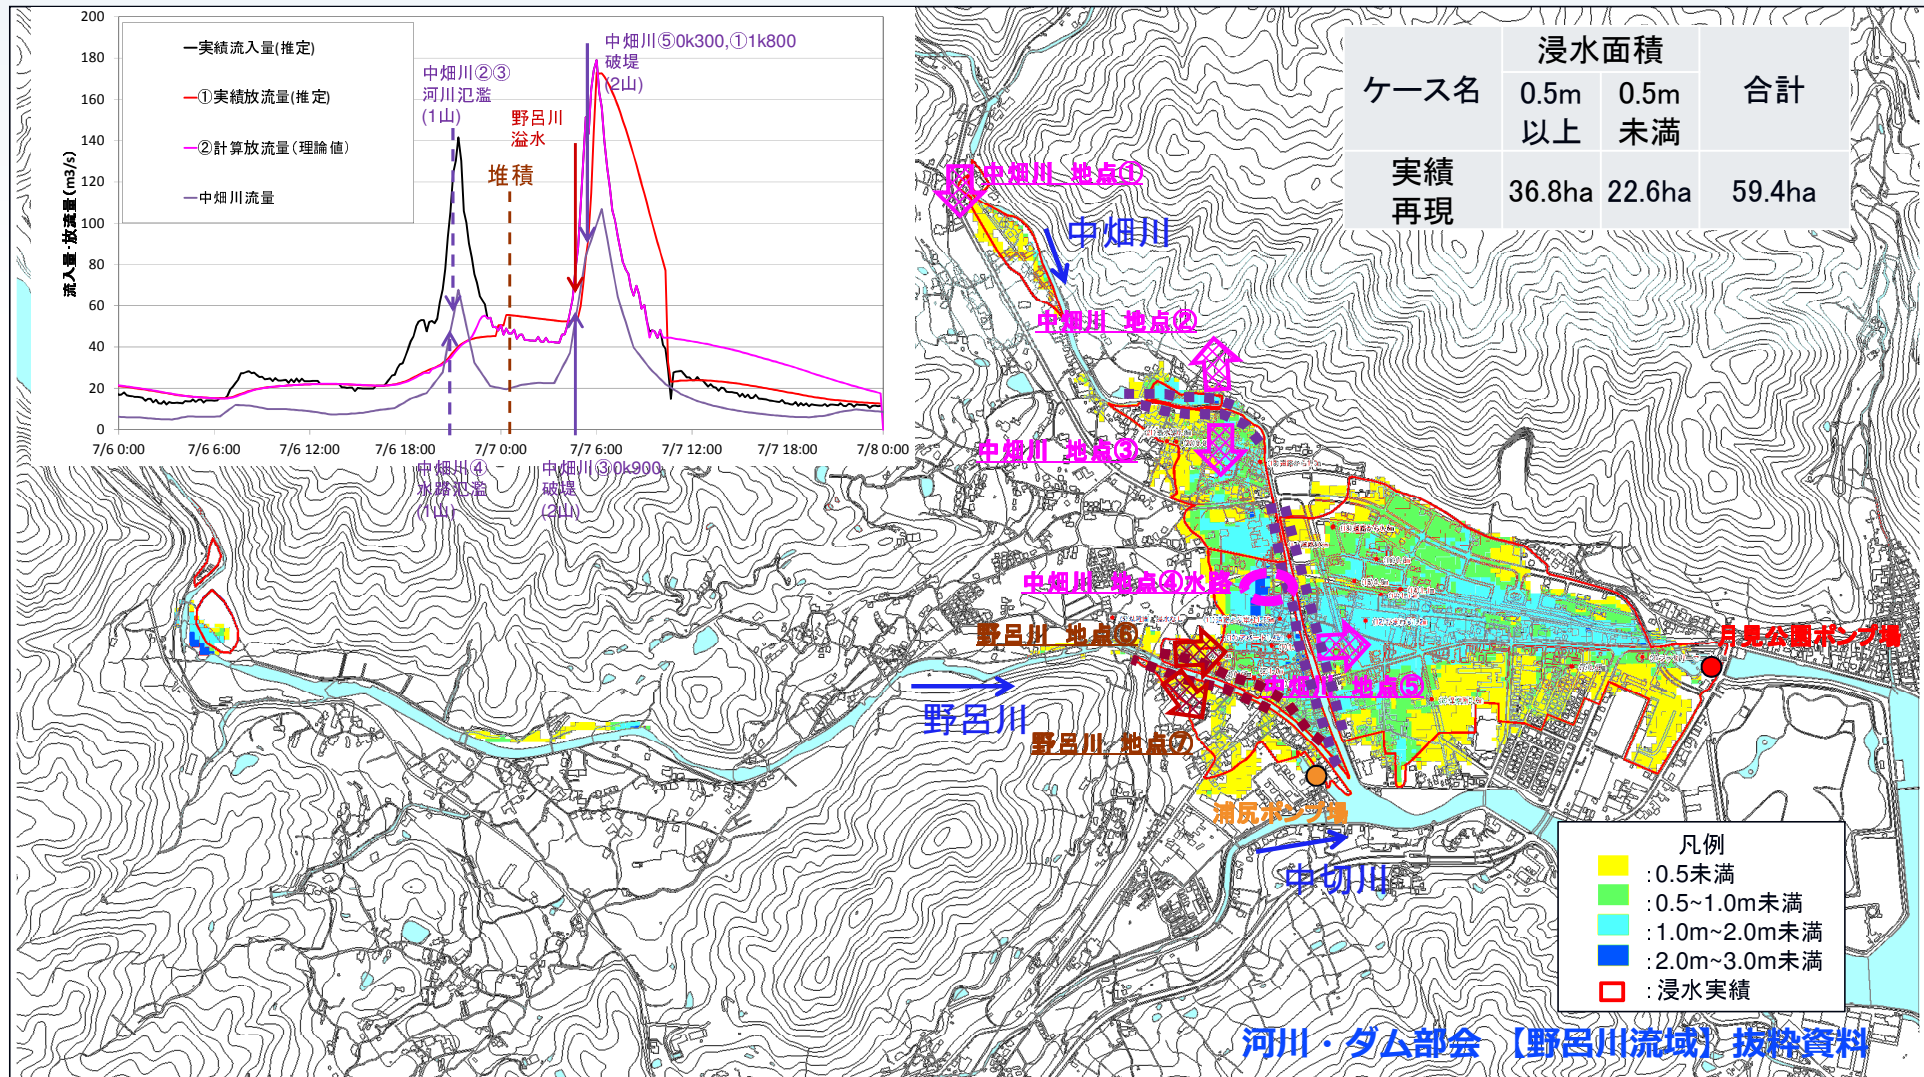 200
180
160
140
120
100
80
60
40
20
0
流入量・放流量(m3/s)
実績流入量(推定)
①実績放流量(推定)
②計算放流量(理論値)
中畑川流量
中畑川②③
河川氾濫
(1山)
堆積
野呂川
溢水
中畑川⑤0k300,①1k800
破堤
(2山)
7/6 0:00
7/6 6:00
7/6 12:00
7/6 18:00
7/7 0:00
7/7 6:00
7/7 12:00
7/7 18:00
7/8 0:00
中畑川④
水路氾濫
(1山)
中畑川③0k900
破堤
(2山)
ケース名
浸水面積
合計
0.5m
以上
0.5m
未満
実績
再現
36.8ha
22.6ha
59.4ha
中畑川 地点①
中畑川
中畑川 地点②
中畑川 地点③
中畑川 地点④水路
野呂川 地点⑥
中畑川 地点⑤
野呂川
野呂川 地点⑦
月見公園ポンプ場
浦尻ポンプ場
中切川
凡例
:0.5未満
:0.5~1.0m未満
:1.0m~2.0m未満
:2.0m~3.0m未満
:浸水実績
河川・ダム部会 【野呂川流域】抜粋資料